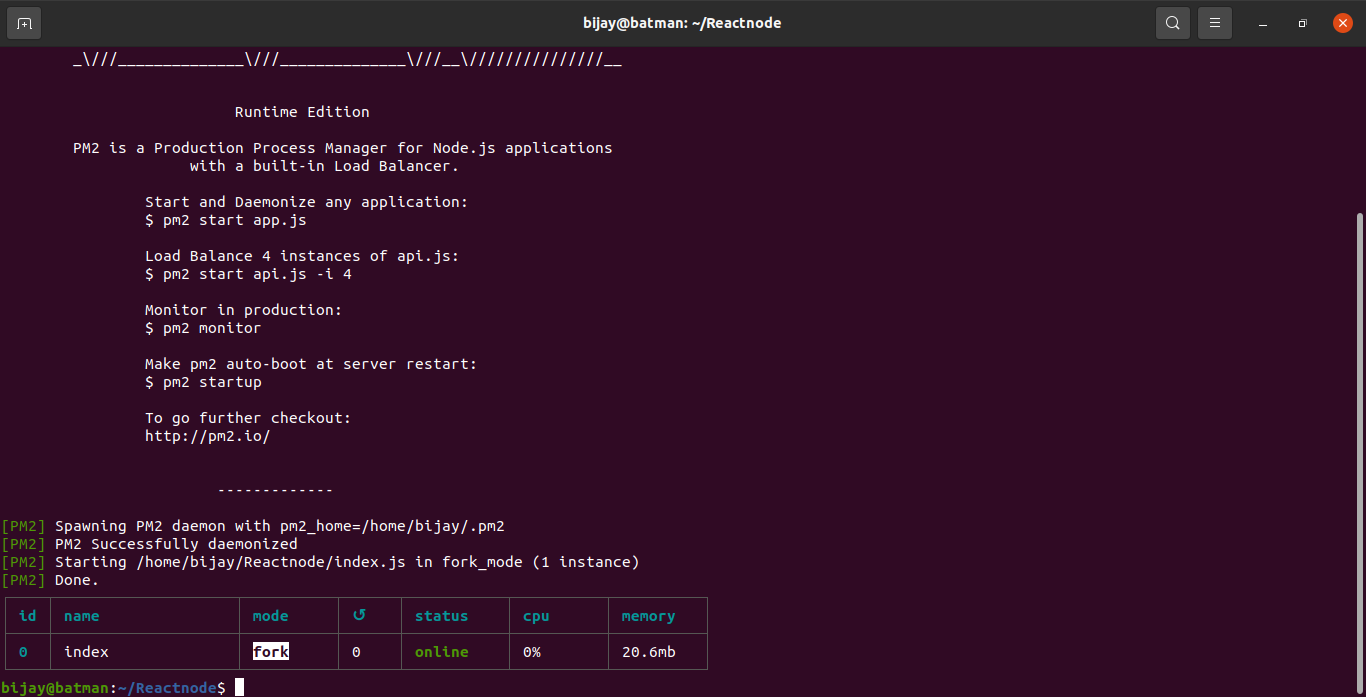 bijay@batman: ~/Reactnode
_\///______________\///______________\///__\///////////////__
Runtime Edition
PM2 is a Production Process Manager for Node.js applications
with a built-in Load Balancer.
Start and Daemonize any application:
$ pm2 start app.js
Load Balance 4 instances of api.js:
$ pm2 start api.js -i 4
Monitor in production:
$ pm2 monitor
Make pm2 auto-boot at server restart:
$ pm2 startup
To go further checkout:
http://pm2.io/
-------------
[PM2] Spawning PM2 daemon with pm2_home=/home/bijay/.pm2
[PM2] PM2 Successfully daemonized
[PM2] Starting /home/bijay/Reactnode/index.js in fork_mode (1 instance)
[PM2] Done.
id name mode ↺ status cpu memory
0 index fork 0 online 0% 20.6mb
bijay@batman:~/Reactnode$